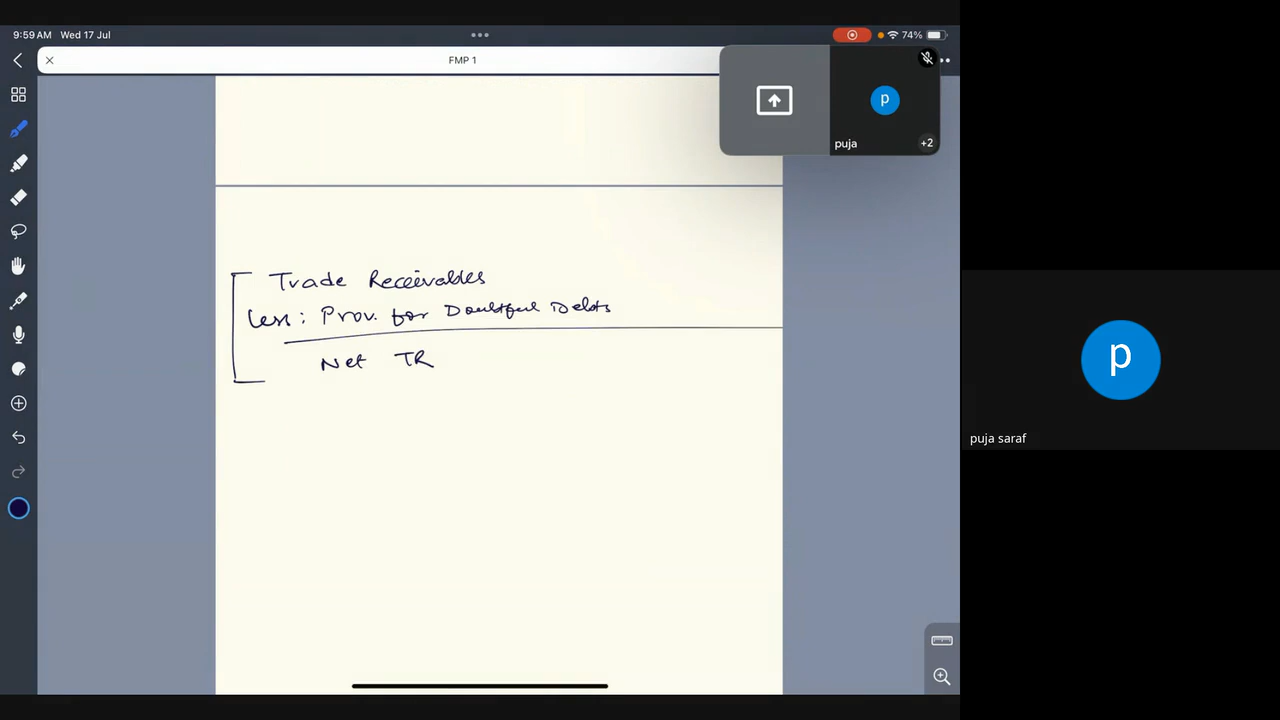 9:59 AM Wed 17 Jul
74%
FMP 1
p
puja
+2
Trade Receivables
Less: Prov. for Doubtful Debts
Net TR
p
puja saraf